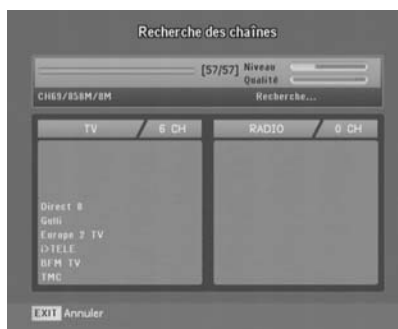 Recherche des chaînes
[57/57] Niveau
Qualité
CH69/858M/8M Recherche...
TV / 6 CH RADIO / 0 CH
Direct 8
Gulli
Europe 2 TV
i>TELE
BFM TV
TMC
EXIT Annuler